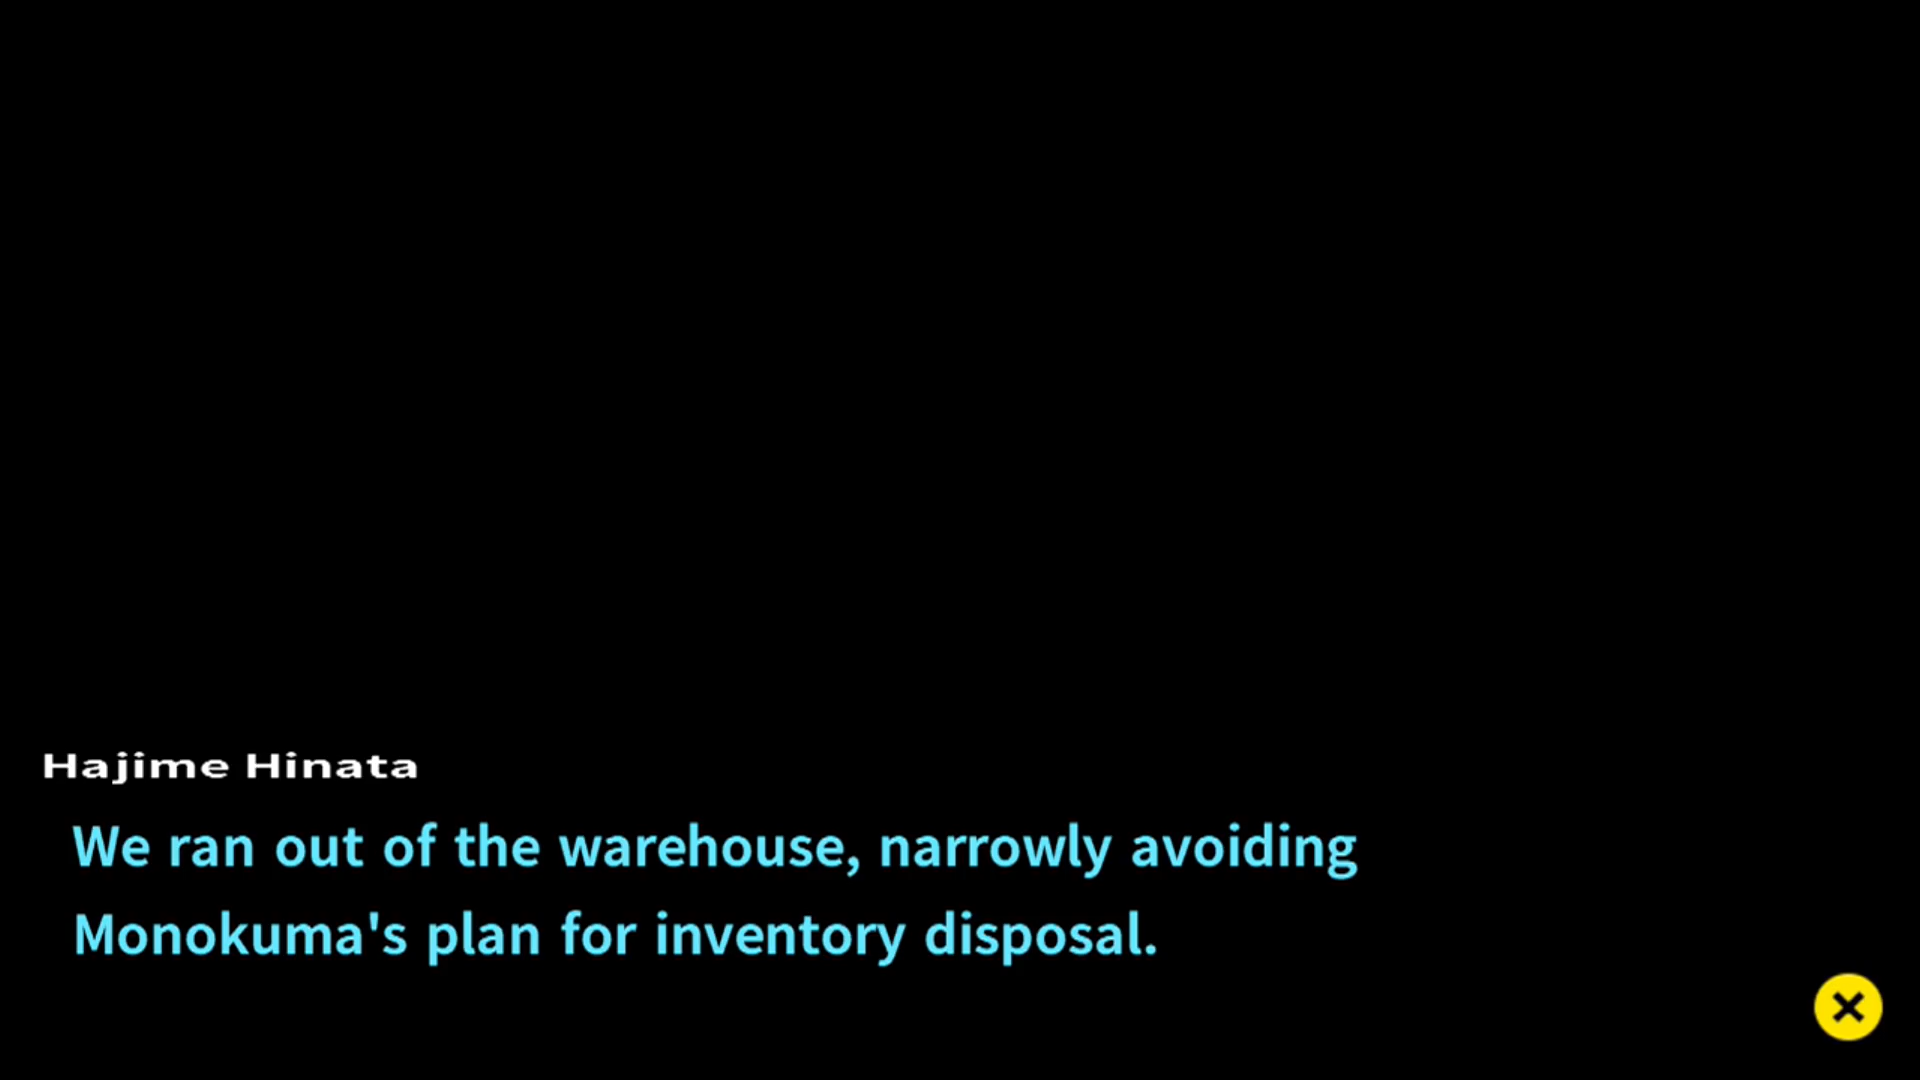 Hajime Hinata
We ran out of the warehouse, narrowly avoiding
Monokuma's plan for inventory disposal.